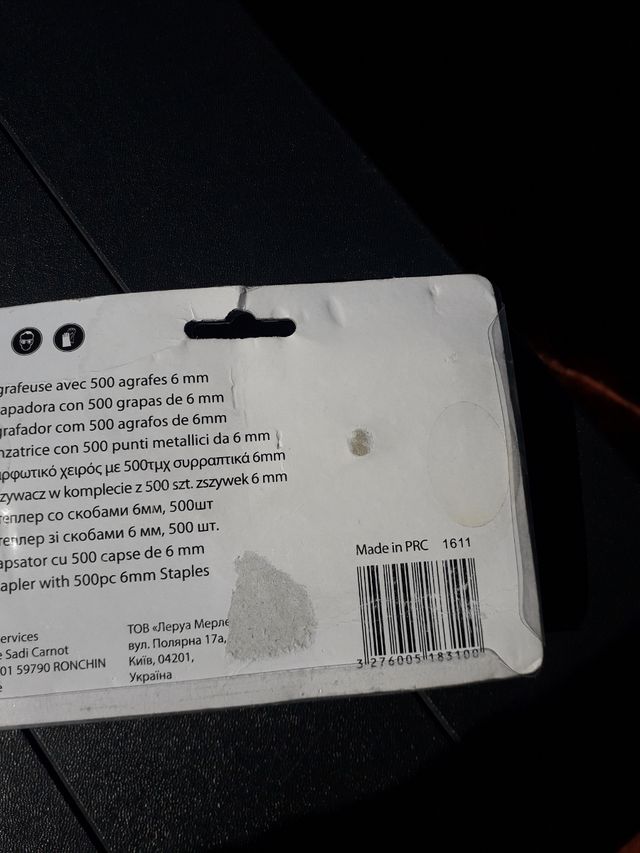 grafeuse avec 500 agrafes 6 mm
apadora con 500 grapas de 6 mm
grafador com 500 agrafos de 6mm
nzatrice con 500 punti metallici da 6 mm
ρφωτικό χειρός με 500τμχ συρραπτικά 6mm
zywacz w komplecie z 500 szt. zszywek 6 mm
теплер со скобами 6мм, 500шт
теплер зі скобами 6 мм, 500 шт.
apsator cu 500 capse de 6 mm
apler with 500pc 6mm Staples
Made in PRC 1611
3 276005 183100
ervices
e Sadi Carnot
01 59790 RONCHIN
e
ТОВ «Леруа Мерле
вул. Полярна 17а,
Київ, 04201,
Україна